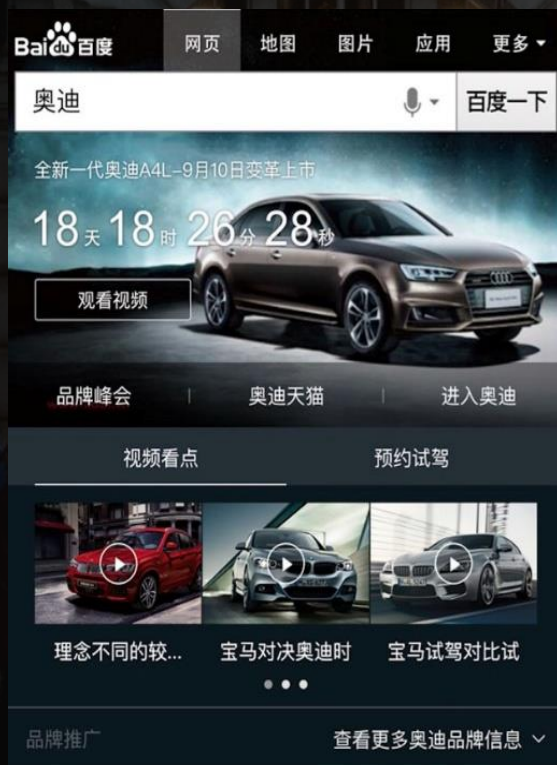 Bai du 百度 网页 地图 图片 应用 更多
奥迪 百度一下
全新一代奥迪A4L-9月10日变革上市
18天18时26分28秒
观看视频
品牌峰会 | 奥迪天猫 | 进入奥迪
视频看点 预约试驾
理念不同的较... 宝马对决奥迪时 宝马试驾对比试
品牌推广 查看更多奥迪品牌信息